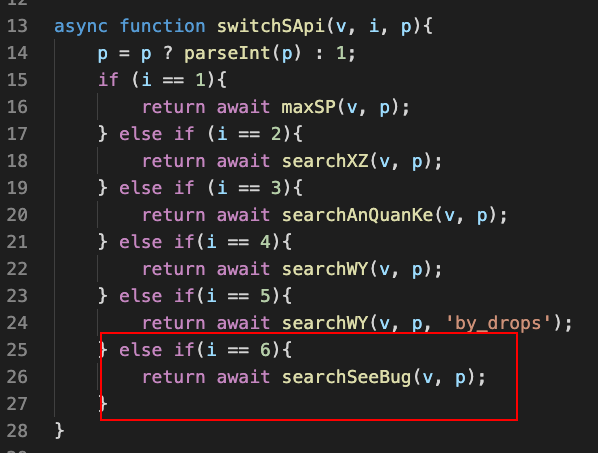 13 async function switchSApi(v, i, p){
14 p = p ? parseInt(p) : 1;
15 if (i == 1){
16 return await maxSP(v, p);
17 } else if (i == 2){
18 return await searchXZ(v, p);
19 } else if (i == 3){
20 return await searchAnQuanKe(v, p);
21 } else if(i == 4){
22 return await searchWY(v, p);
23 } else if(i == 5){
24 return await searchWY(v, p, 'by_drops');
25 } else if(i == 6){
26 return await searchSeeBug(v, p);
27 }
28 }